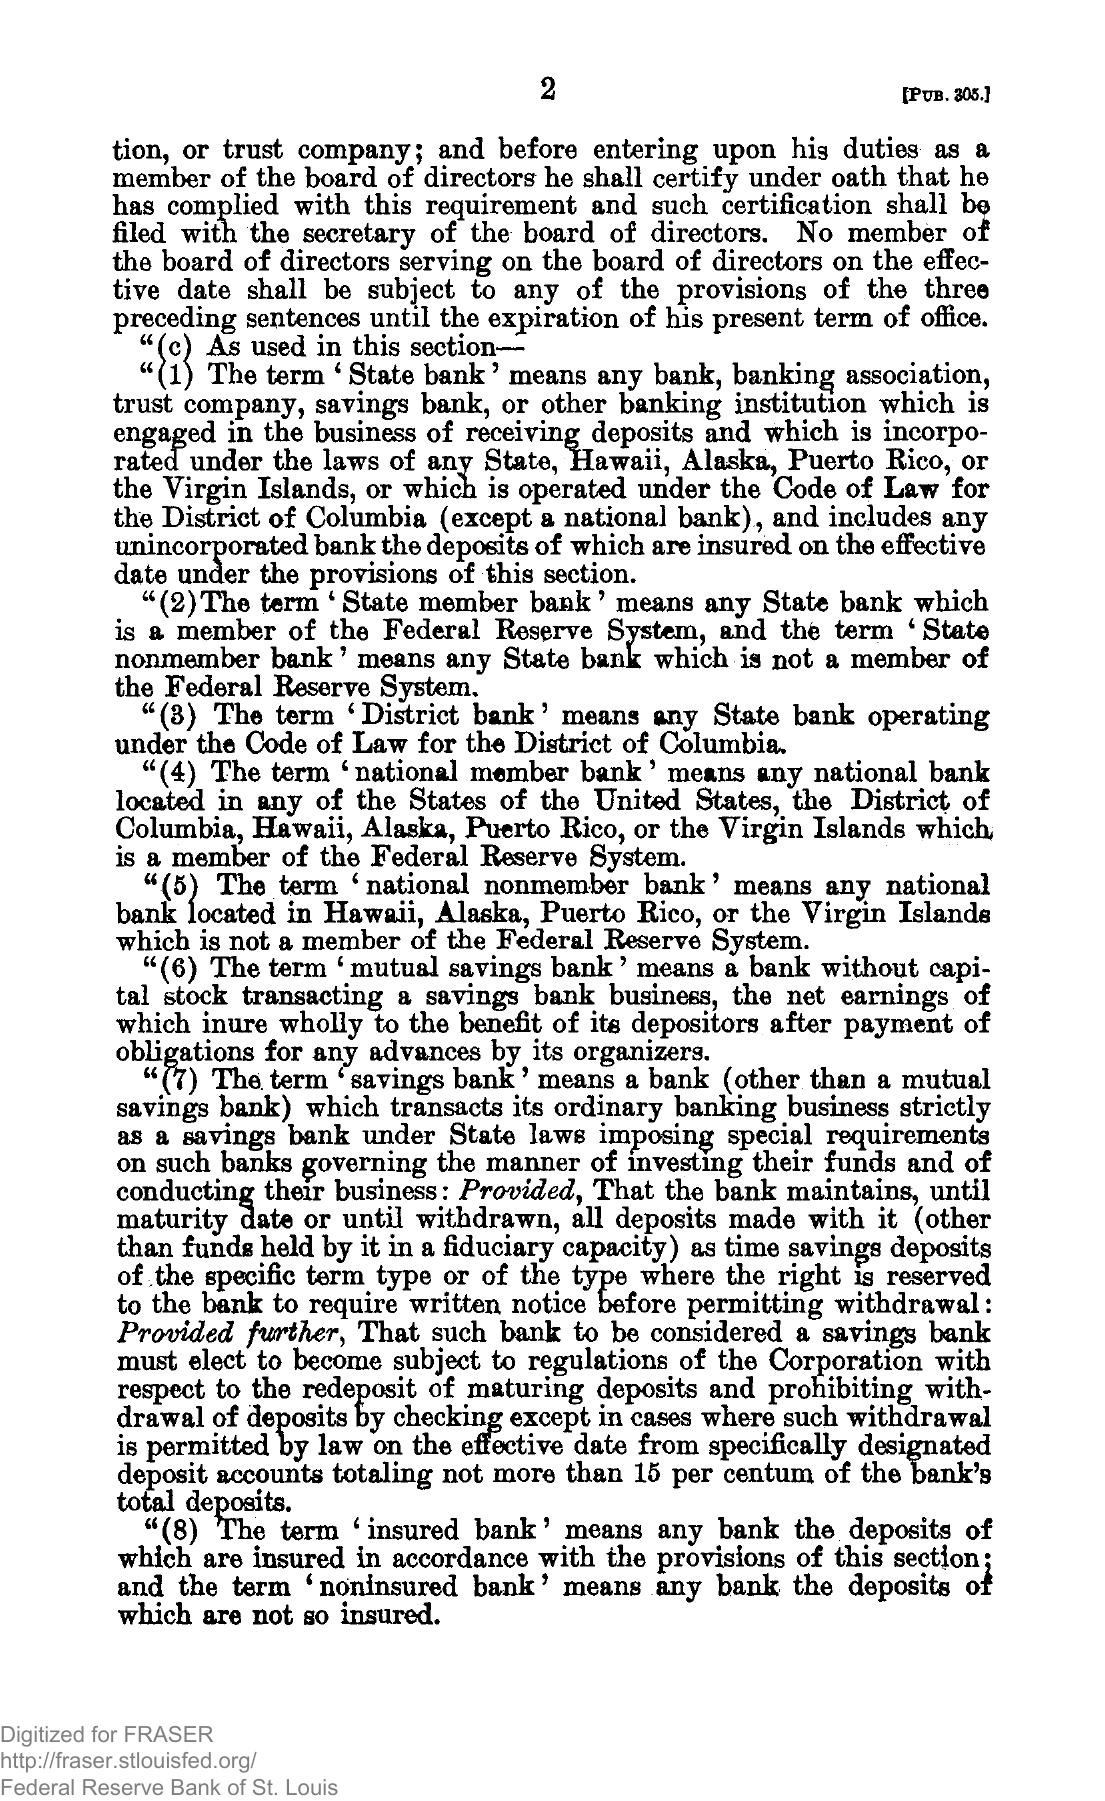 2
[PUB. 305.]
tion, or trust company; and before entering upon his duties as a
member of the board of directors he shall certify under oath that he
has complied with this requirement and such certification shall be
filed with the secretary of the board of directors. No member of
the board of directors serving on the board of directors on the effec-
tive date shall be subject to any of the provisions of the three
preceding sentences until the expiration of his present term of office.
“(c) As used in this section—
“(1) The term ‘State bank’ means any bank, banking association,
trust company, savings bank, or other banking institution which is
engaged in the business of receiving deposits and which is incorpo-
rated under the laws of any State, Hawaii, Alaska, Puerto Rico, or
the Virgin Islands, or which is operated under the Code of Law for
the District of Columbia (except a national bank), and includes any
unincorporated bank the deposits of which are insured on the effective
date under the provisions of this section.
“(2) The term ‘State member bank’ means any State bank which
is a member of the Federal Reserve System, and the term ‘State
nonmember bank’ means any State bank which is not a member of
the Federal Reserve System.
“(3) The term ‘District bank’ means any State bank operating
under the Code of Law for the District of Columbia.
“(4) The term ‘national member bank’ means any national bank
located in any of the States of the United States, the District of
Columbia, Hawaii, Alaska, Puerto Rico, or the Virgin Islands which
is a member of the Federal Reserve System.
“(5) The term ‘national nonmember bank’ means any national
bank located in Hawaii, Alaska, Puerto Rico, or the Virgin Islands
which is not a member of the Federal Reserve System.
“(6) The term ‘mutual savings bank’ means a bank without capi-
tal stock transacting a savings bank business, the net earnings of
which inure wholly to the benefit of its depositors after payment of
obligations for any advances by its organizers.
“(7) The term ‘savings bank’ means a bank (other than a mutual
savings bank) which transacts its ordinary banking business strictly
as a savings bank under State laws imposing special requirements
on such banks governing the manner of investing their funds and of
conducting their business: Provided, That the bank maintains, until
maturity date or until withdrawn, all deposits made with it (other
than funds held by it in a fiduciary capacity) as time savings deposits
of the specific term type or of the type where the right is reserved
to the bank to require written notice before permitting withdrawal:
Provided further, That such bank to be considered a savings bank
must elect to become subject to regulations of the Corporation with
respect to the redeposit of maturing deposits and prohibiting with-
drawal of deposits by checking except in cases where such withdrawal
is permitted by law on the effective date from specifically designated
deposit accounts totaling not more than 15 per centum of the bank’s
total deposits.
“(8) The term ‘insured bank’ means any bank the deposits of
which are insured in accordance with the provisions of this section;
and the term ‘noninsured bank’ means any bank the deposits of
which are not so insured.
Digitized for FRASER
http://fraser.stlouisfed.org/
Federal Reserve Bank of St. Louis